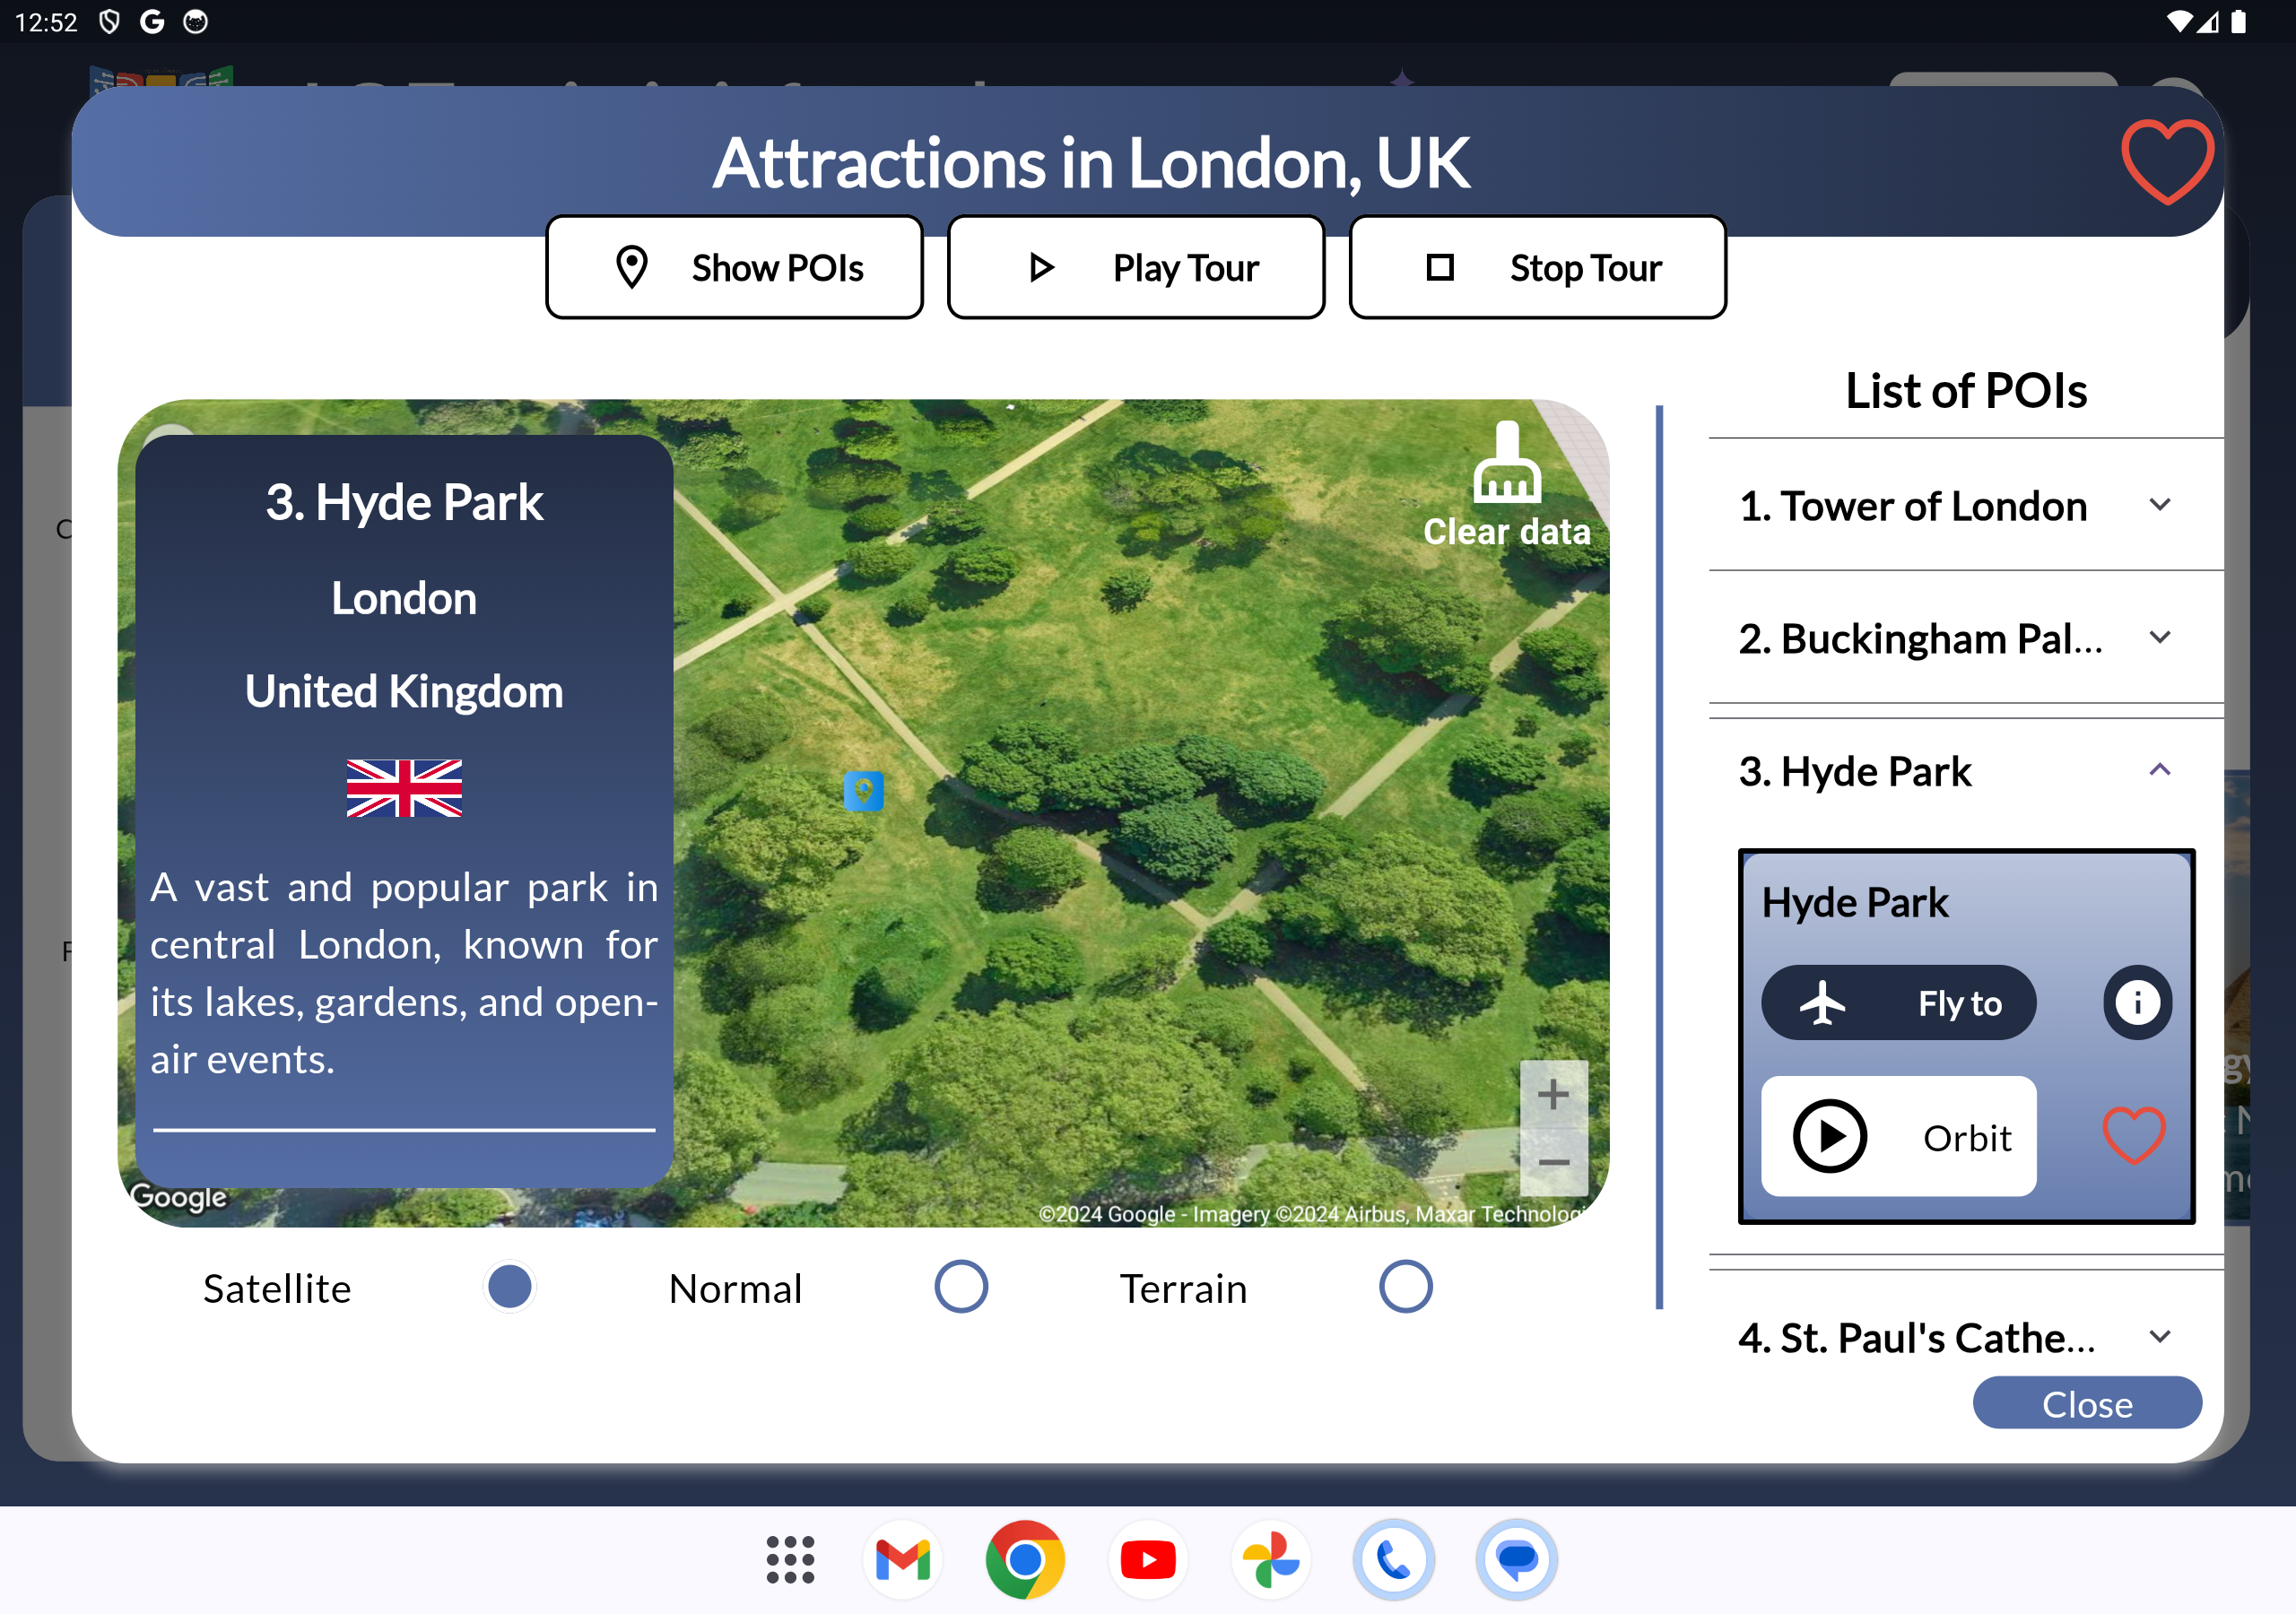 12:52
Attractions in London, UK
Show POIs
Play Tour
Stop Tour
List of POIs
Clear data
3. Hyde Park
London
United Kingdom
A vast and popular park in
central London, known for
its lakes, gardens, and open-
air events.
Google
©2024 Google - Imagery ©2024 Airbus, Maxar Technologi
Satellite
Normal
Terrain
1. Tower of London
2. Buckingham Pal...
3. Hyde Park
Hyde Park
Fly to
Orbit
4. St. Paul's Cathe...
Close